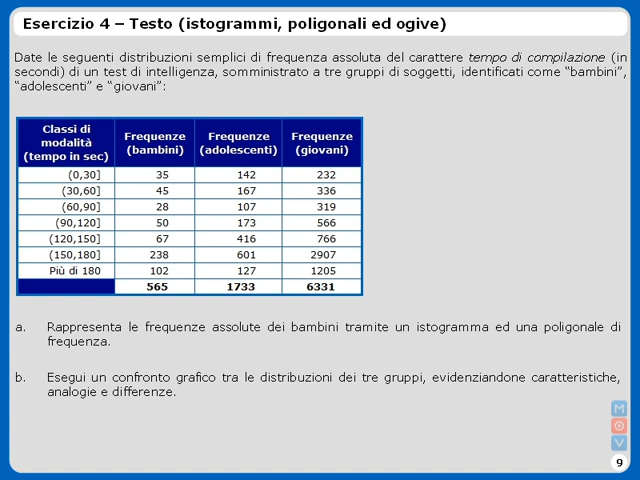 Esercizio 4 – Testo (istogrammi, poligonali ed ogive)
Date le seguenti distribuzioni semplici di frequenza assoluta del carattere tempo di compilazione (in
secondi) di un test di intelligenza, somministrato a tre gruppi di soggetti, identificati come “bambini”,
“adolescenti” e “giovani”:
Classi di modalità (tempo in sec) Frequenze (bambini) Frequenze (adolescenti) Frequenze (giovani)
(0,30] 35 142 232
(30,60] 45 167 336
(60,90] 28 107 319
(90,120] 50 173 566
(120,150] 67 416 766
(150,180] 238 601 2907
Più di 180 102 127 1205
565 1733 6331
a. Rappresenta le frequenze assolute dei bambini tramite un istogramma ed una poligonale di
frequenza.
b. Esegui un confronto grafico tra le distribuzioni dei tre gruppi, evidenziandone caratteristiche,
analogie e differenze.
M
O
V
9